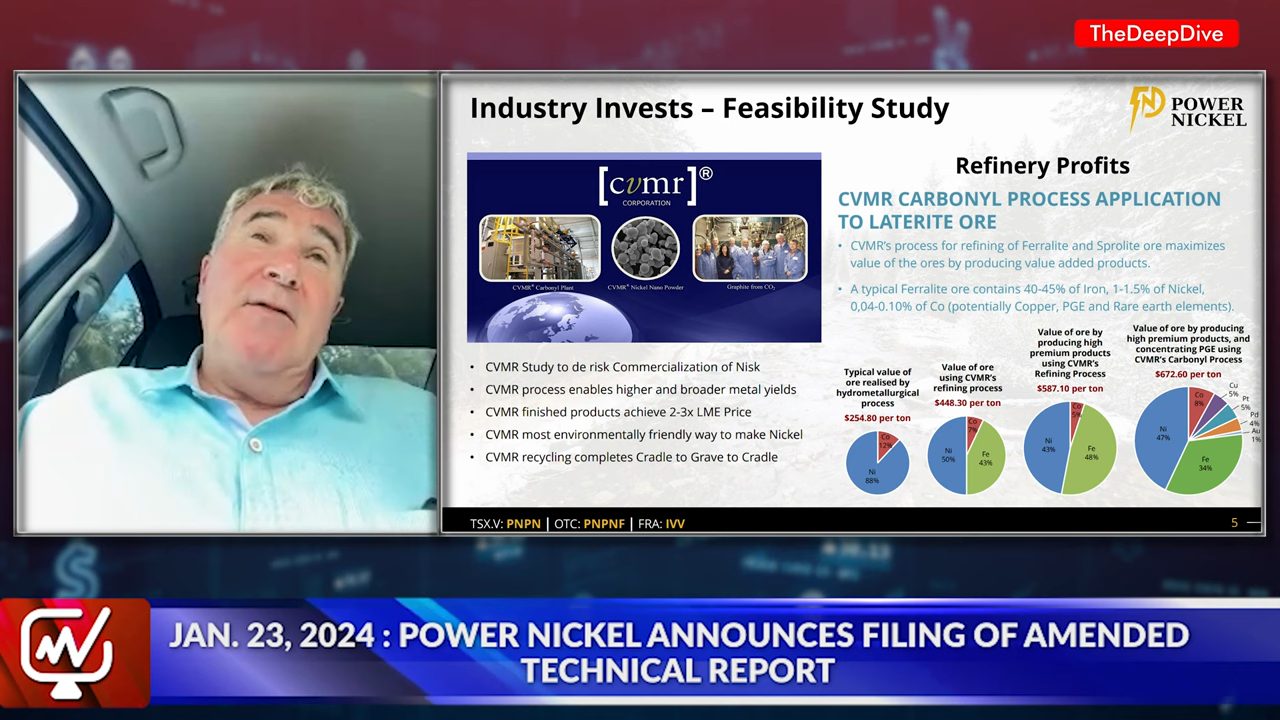 TheDeepDive
Industry Invests – Feasibility Study
POWER
NICKEL
[cvmr]®
CORPORATION
CVMR® Carbonyl Plant
CVMR® Nickel Nano Powder
Graphite from CO₂
• CVMR Study to de risk Commercialization of Nisk
• CVMR process enables higher and broader metal yields
• CVMR finished products achieve 2-3x LME Price
• CVMR most environmentally friendly way to make Nickel
• CVMR recycling completes Cradle to Grave to Cradle
Refinery Profits
CVMR CARBONYL PROCESS APPLICATION
TO LATERITE ORE
• CVMR's process for refining of Ferralite and Sprolite ore maximizes
value of the ores by producing value added products.
• A typical Ferralite ore contains 40-45% of Iron, 1-1.5% of Nickel,
0,04-0.10% of Co (potentially Copper, PGE and Rare earth elements).
Typical value of
ore realised by
hydrometallurgical
process
$254.80 per ton
Co
12%
Ni
88%
Value of ore
using CVMR's
refining process
$448.30 per ton
Co
7%
Ni
50%
Fe
43%
Value of ore by
producing high
premium products
using CVMR's
Refining Process
$587.10 per ton
Co
5%
Ni
43%
Fe
48%
Value of ore by producing
high premium products, and
concentrating PGE using
CVMR's Carbonyl Process
$672.60 per ton
Co
8%
Cu
5%
Pt
5%
Pd
4%
Au
1%
Ni
47%
Fe
34%
TSX.V: PNPN | OTC: PNPNF | FRA: IVV
5
JAN. 23, 2024 : POWER NICKEL ANNOUNCES FILING OF AMENDED
TECHNICAL REPORT